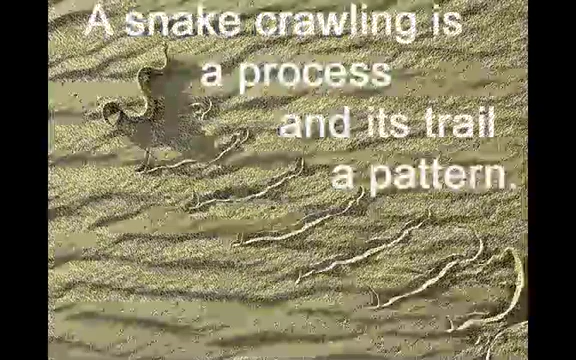 A snake crawling is
a process
and its trail
a pattern.